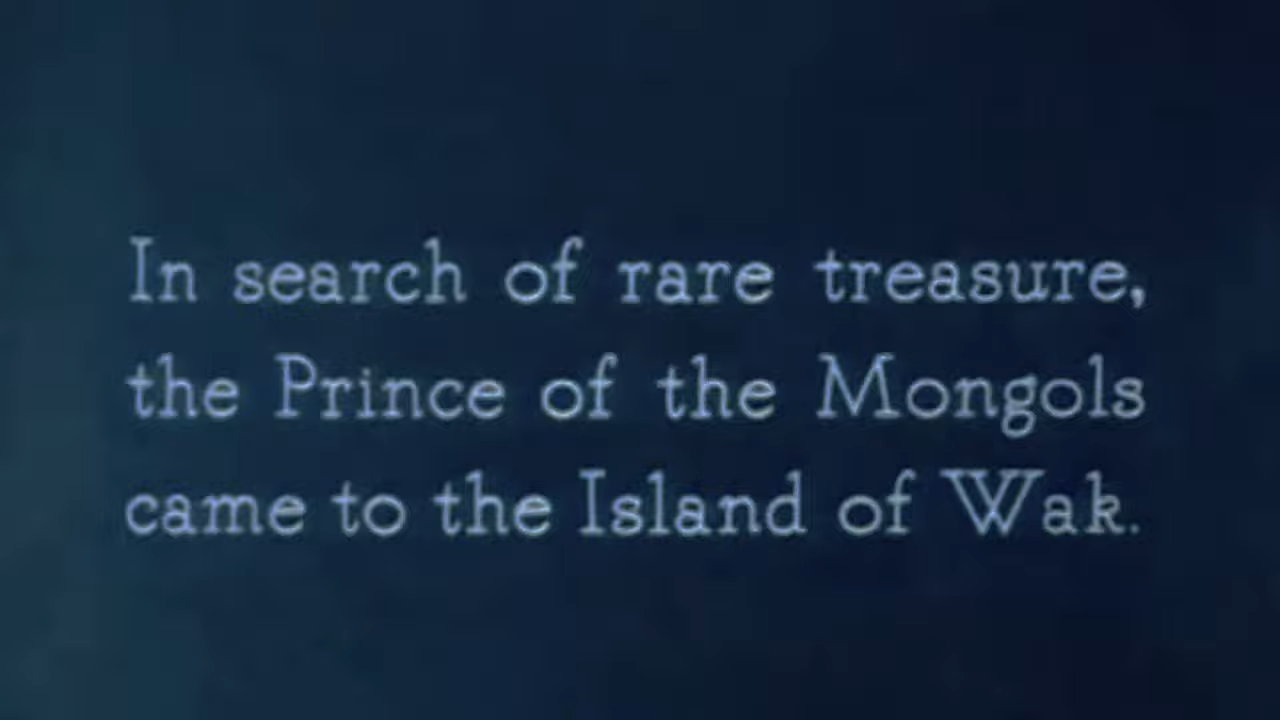 In search of rare treasure,
the Prince of the Mongols
came to the Island of Wak.